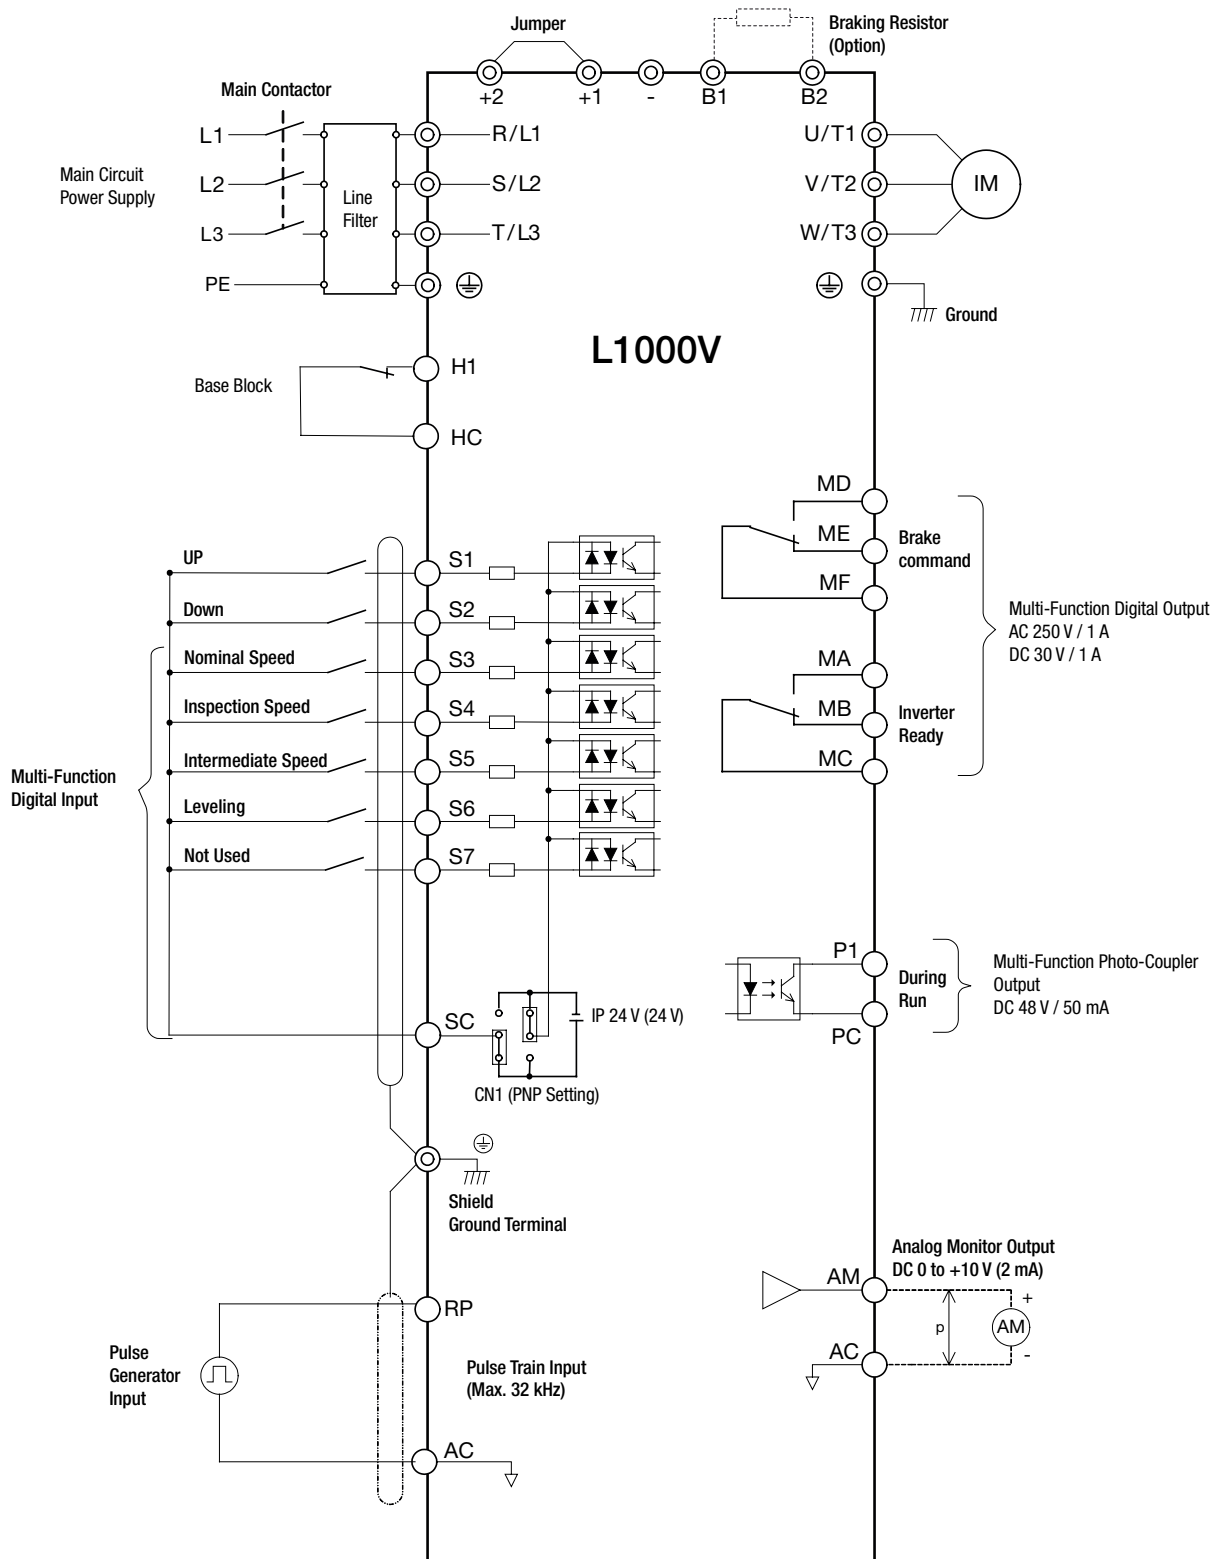 Jumper
Braking Resistor
(Option)
+2
+1
-
B1
B2
Main Contactor
L1
R/L1
U/T1
Main Circuit
Power Supply
L2
Line
Filter
S/L2
V/T2
IM
L3
T/L3
W/T3
PE
Ground
L1000V
H1
Base Block
HC
MD
UP
S1
ME
Brake
command
Down
S2
MF
Multi-Function Digital Output
AC 250 V / 1 A
DC 30 V / 1 A
Nominal Speed
S3
MA
Inspection Speed
S4
MB
Inverter
Ready
Intermediate Speed
S5
MC
Multi-Function
Digital Input
Leveling
S6
Not Used
S7
P1
During
Run
Multi-Function Photo-Coupler
Output
DC 48 V / 50 mA
PC
SC
IP 24 V (24 V)
CN1 (PNP Setting)
Shield
Ground Terminal
Analog Monitor Output
DC 0 to +10 V (2 mA)
AM
+
p
AM
-
AC
RP
Pulse
Generator
Input
Pulse Train Input
(Max. 32 kHz)
AC